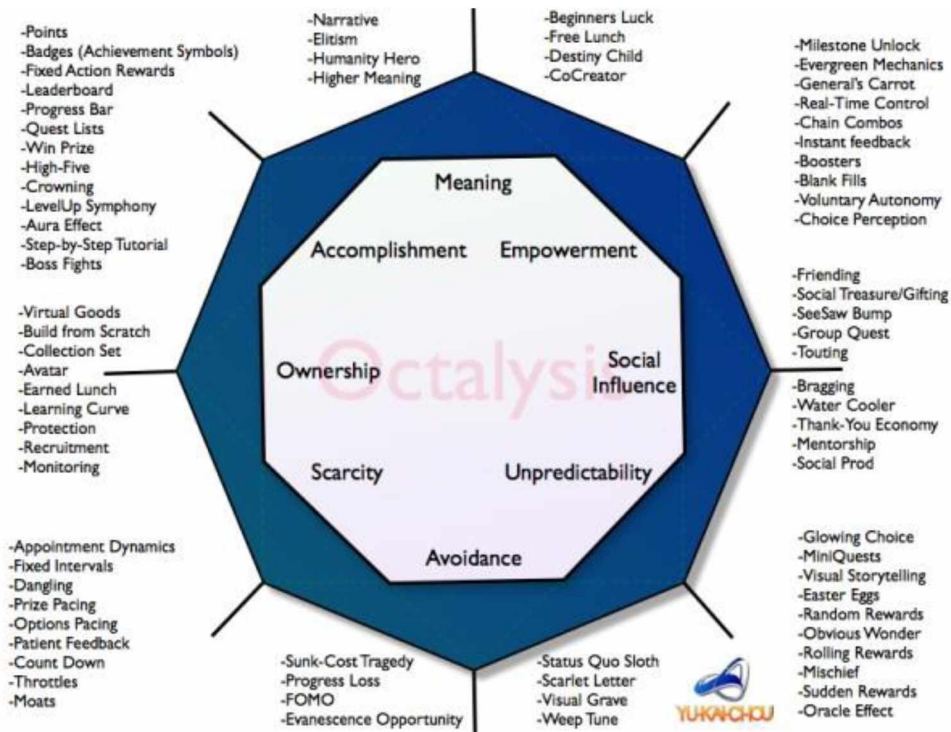 -Points
-Badges (Achievement Symbols)
-Fixed Action Rewards
-Leaderboard
-Progress Bar
-Quest Lists
-Win Prize
-High-Five
-Crowning
-LevelUp Symphony
-Aura Effect
-Step-by-Step Tutorial
-Boss Fights
-Narrative
-Elitism
-Humanity Hero
-Higher Meaning
-Beginners Luck
-Free Lunch
-Destiny Child
-CoCreator
-Milestone Unlock
-Evergreen Mechanics
-General's Carrot
-Real-Time Control
-Chain Combos
-Instant feedback
-Boosters
-Blank Fills
-Voluntary Autonomy
-Choice Perception
Meaning
Accomplishment
Empowerment
Ownership
Octalysis
Social
Influence
Scarcity
Unpredictability
Avoidance
-Virtual Goods
-Build from Scratch
-Collection Set
-Avatar
-Earned Lunch
-Learning Curve
-Protection
-Recruitment
-Monitoring
-Friending
-Social Treasure/Gifting
-SeeSaw Bump
-Group Quest
-Touting
-Bragging
-Water Cooler
-Thank-You Economy
-Mentorship
-Social Prod
-Appointment Dynamics
-Fixed Intervals
-Dangling
-Prize Pacing
-Options Pacing
-Patient Feedback
-Count Down
-Throttles
-Moats
-Sunk-Cost Tragedy
-Progress Loss
-FOMO
-Evanescence Opportunity
-Status Quo Sloth
-Scarlet Letter
-Visual Grave
-Weep Tune
YU-KAI-CHOU
-Glowing Choice
-MiniQuests
-Visual Storytelling
-Easter Eggs
-Random Rewards
-Obvious Wonder
-Rolling Rewards
-Mischief
-Sudden Rewards
-Oracle Effect